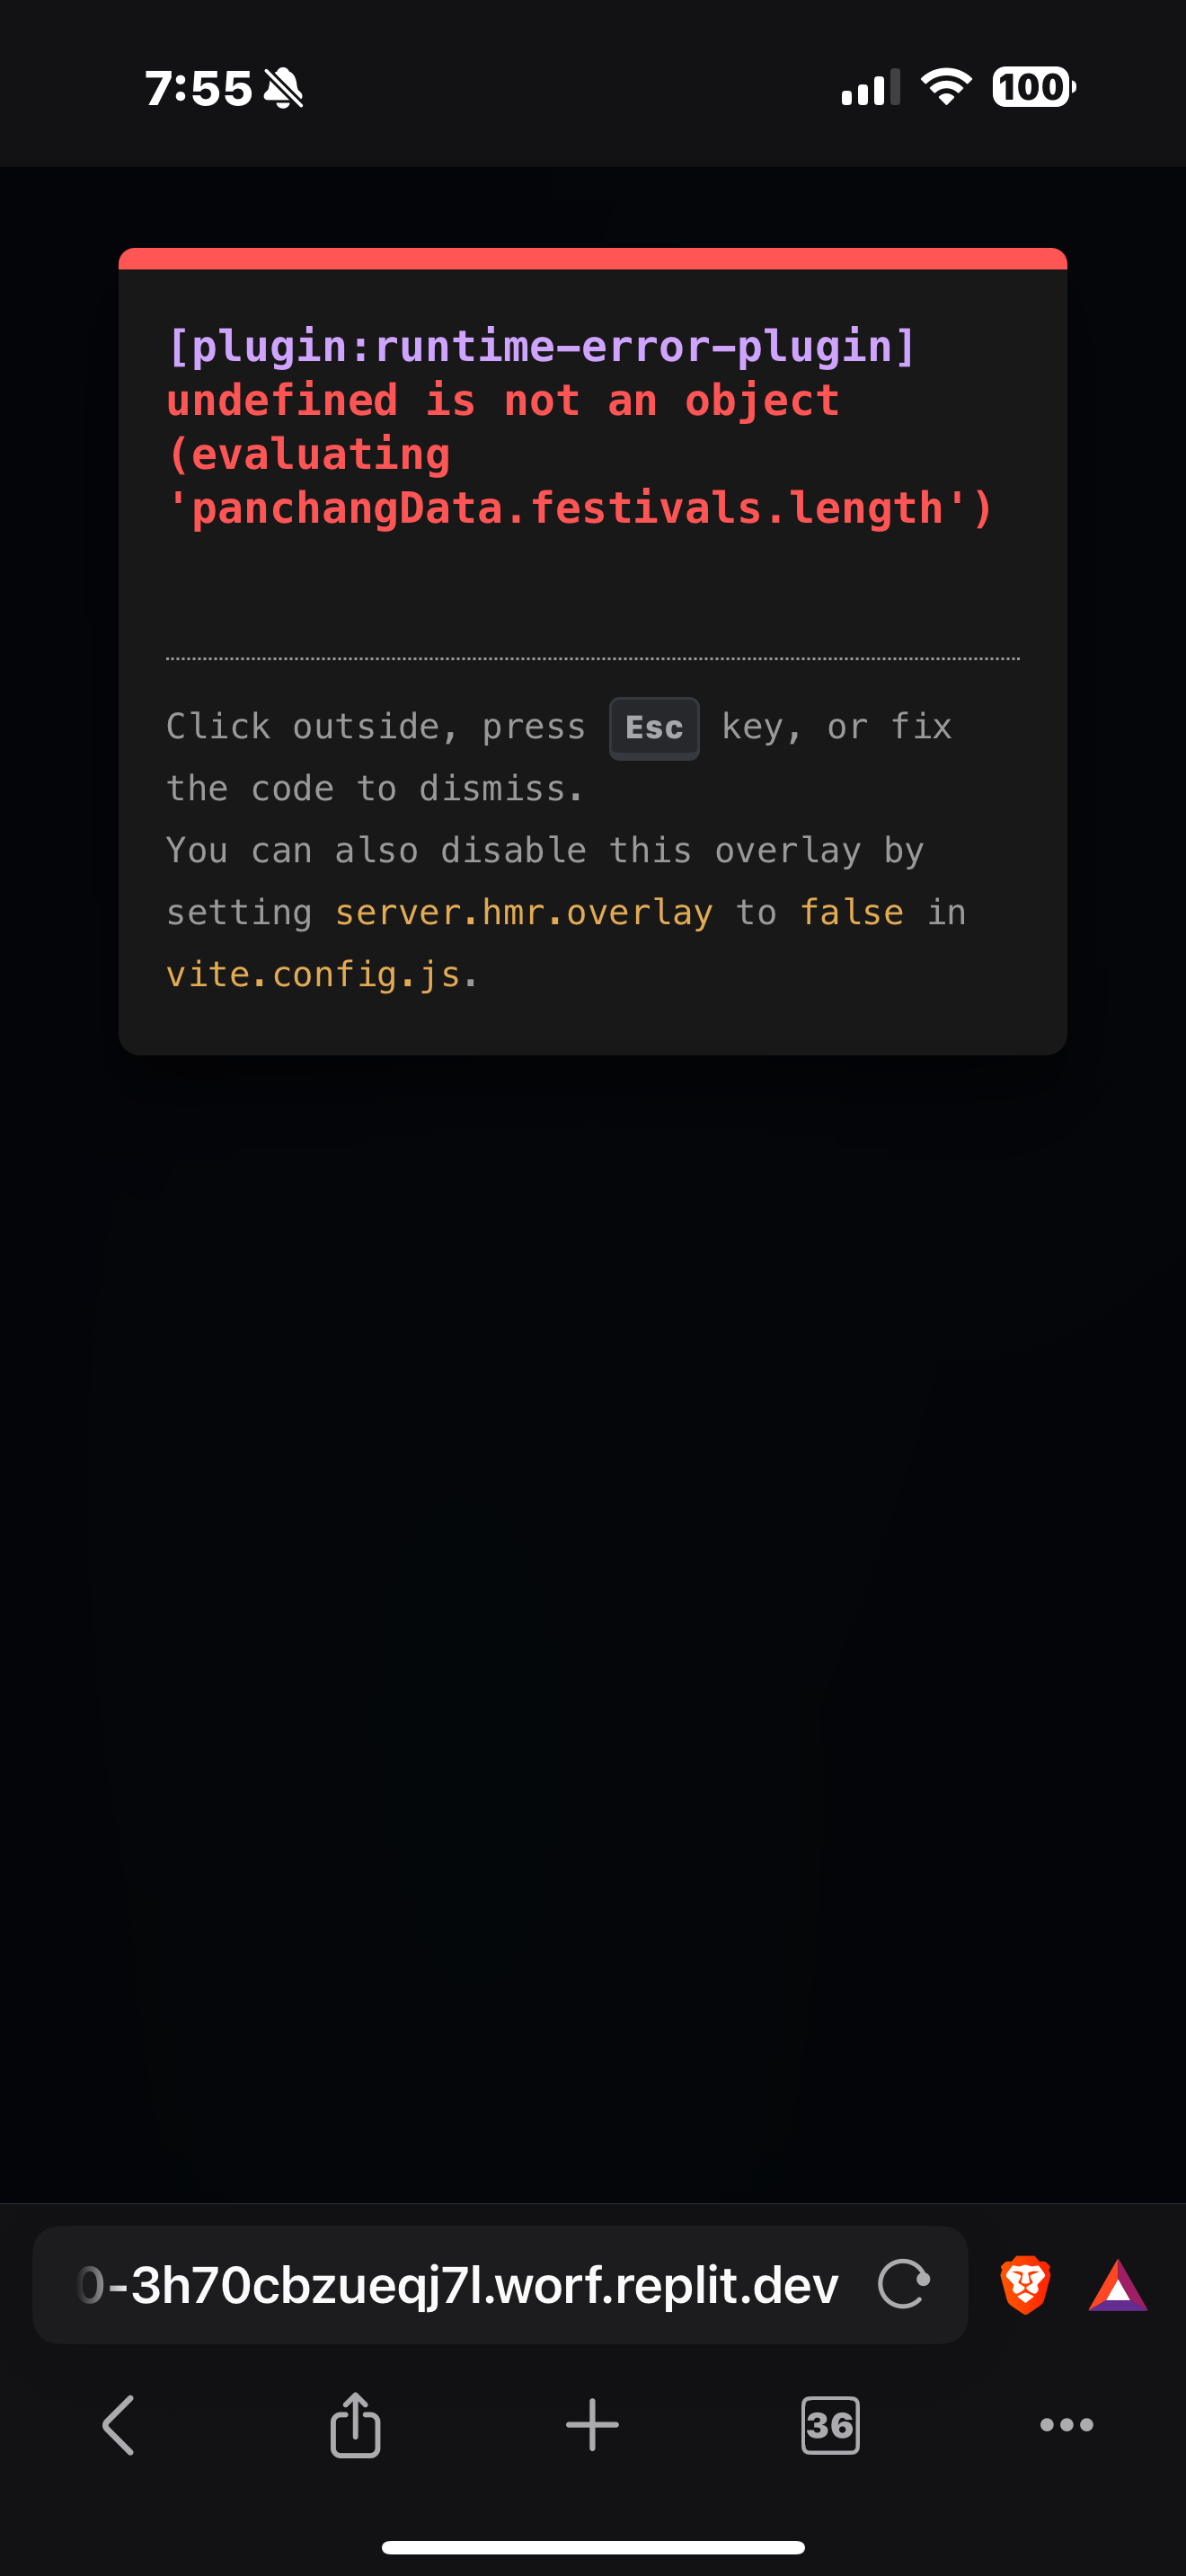 7:55
100
[plugin:runtime-error-plugin]
undefined is not an object
(evaluating
'panchangData.festivals.length')
Click outside, press Esc key, or fix
the code to dismiss.
You can also disable this overlay by
setting server.hmr.overlay to false in
vite.config.js.
0-3h70cbzueqj7l.worf.replit.dev
36